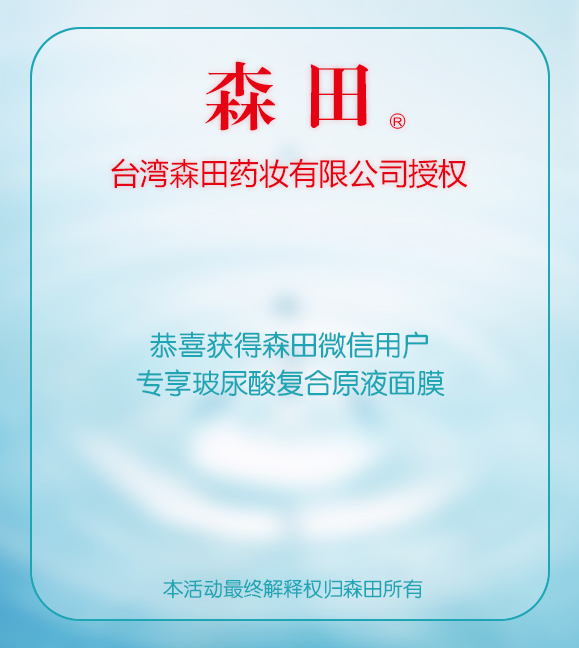 森田®
台湾森田药妆有限公司授权
恭喜获得森田微信用户
专享玻尿酸复合原液面膜
本活动最终解释权归森田所有